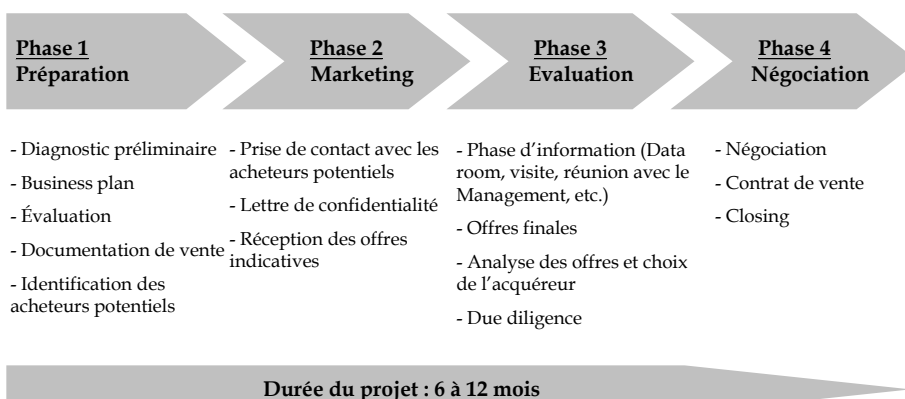 Phase 1
Préparation
Phase 2
Marketing
Phase 3
Evaluation
Phase 4
Négociation
- Diagnostic préliminaire
- Business plan
- Évaluation
- Documentation de vente
- Identification des
acheteurs potentiels
- Prise de contact avec les
acheteurs potentiels
- Lettre de confidentialité
- Réception des offres
indicatives
- Phase d’information (Data
room, visite, réunion avec le
Management, etc.)
- Offres finales
- Analyse des offres et choix
de l’acquéreur
- Due diligence
- Négociation
- Contrat de vente
- Closing
Durée du projet : 6 à 12 mois